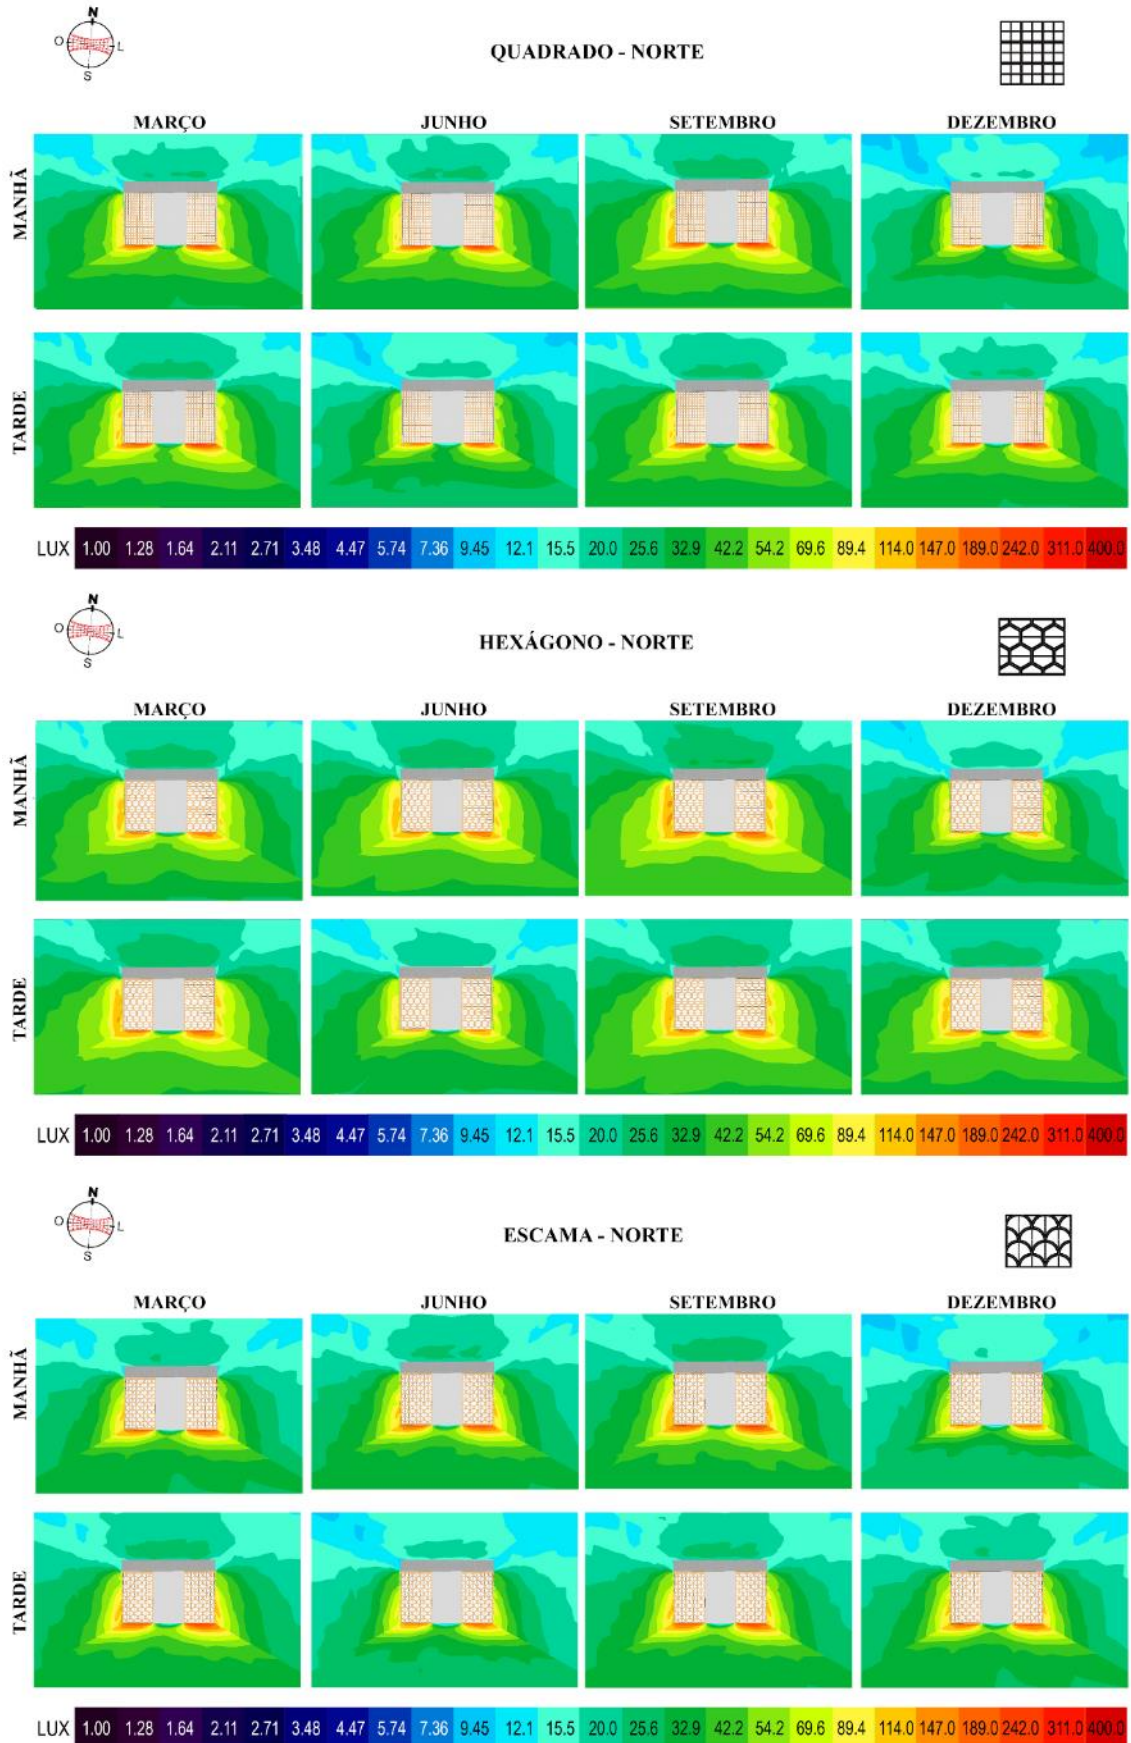 N
O L
S
QUADRADO - NORTE
MARÇO JUNHO SETEMBRO DEZEMBRO
MANHÃ
TARDE
LUX 1.00 1.28 1.64 2.11 2.71 3.48 4.47 5.74 7.36 9.45 12.1 15.5 20.0 25.6 32.9 42.2 54.2 69.6 89.4 114.0 147.0 189.0 242.0 311.0 400.0
N
O L
S
HEXÁGONO - NORTE
MARÇO JUNHO SETEMBRO DEZEMBRO
MANHÃ
TARDE
LUX 1.00 1.28 1.64 2.11 2.71 3.48 4.47 5.74 7.36 9.45 12.1 15.5 20.0 25.6 32.9 42.2 54.2 69.6 89.4 114.0 147.0 189.0 242.0 311.0 400.0
N
O L
S
ESCAMA - NORTE
MARÇO JUNHO SETEMBRO DEZEMBRO
MANHÃ
TARDE
LUX 1.00 1.28 1.64 2.11 2.71 3.48 4.47 5.74 7.36 9.45 12.1 15.5 20.0 25.6 32.9 42.2 54.2 69.6 89.4 114.0 147.0 189.0 242.0 311.0 400.0